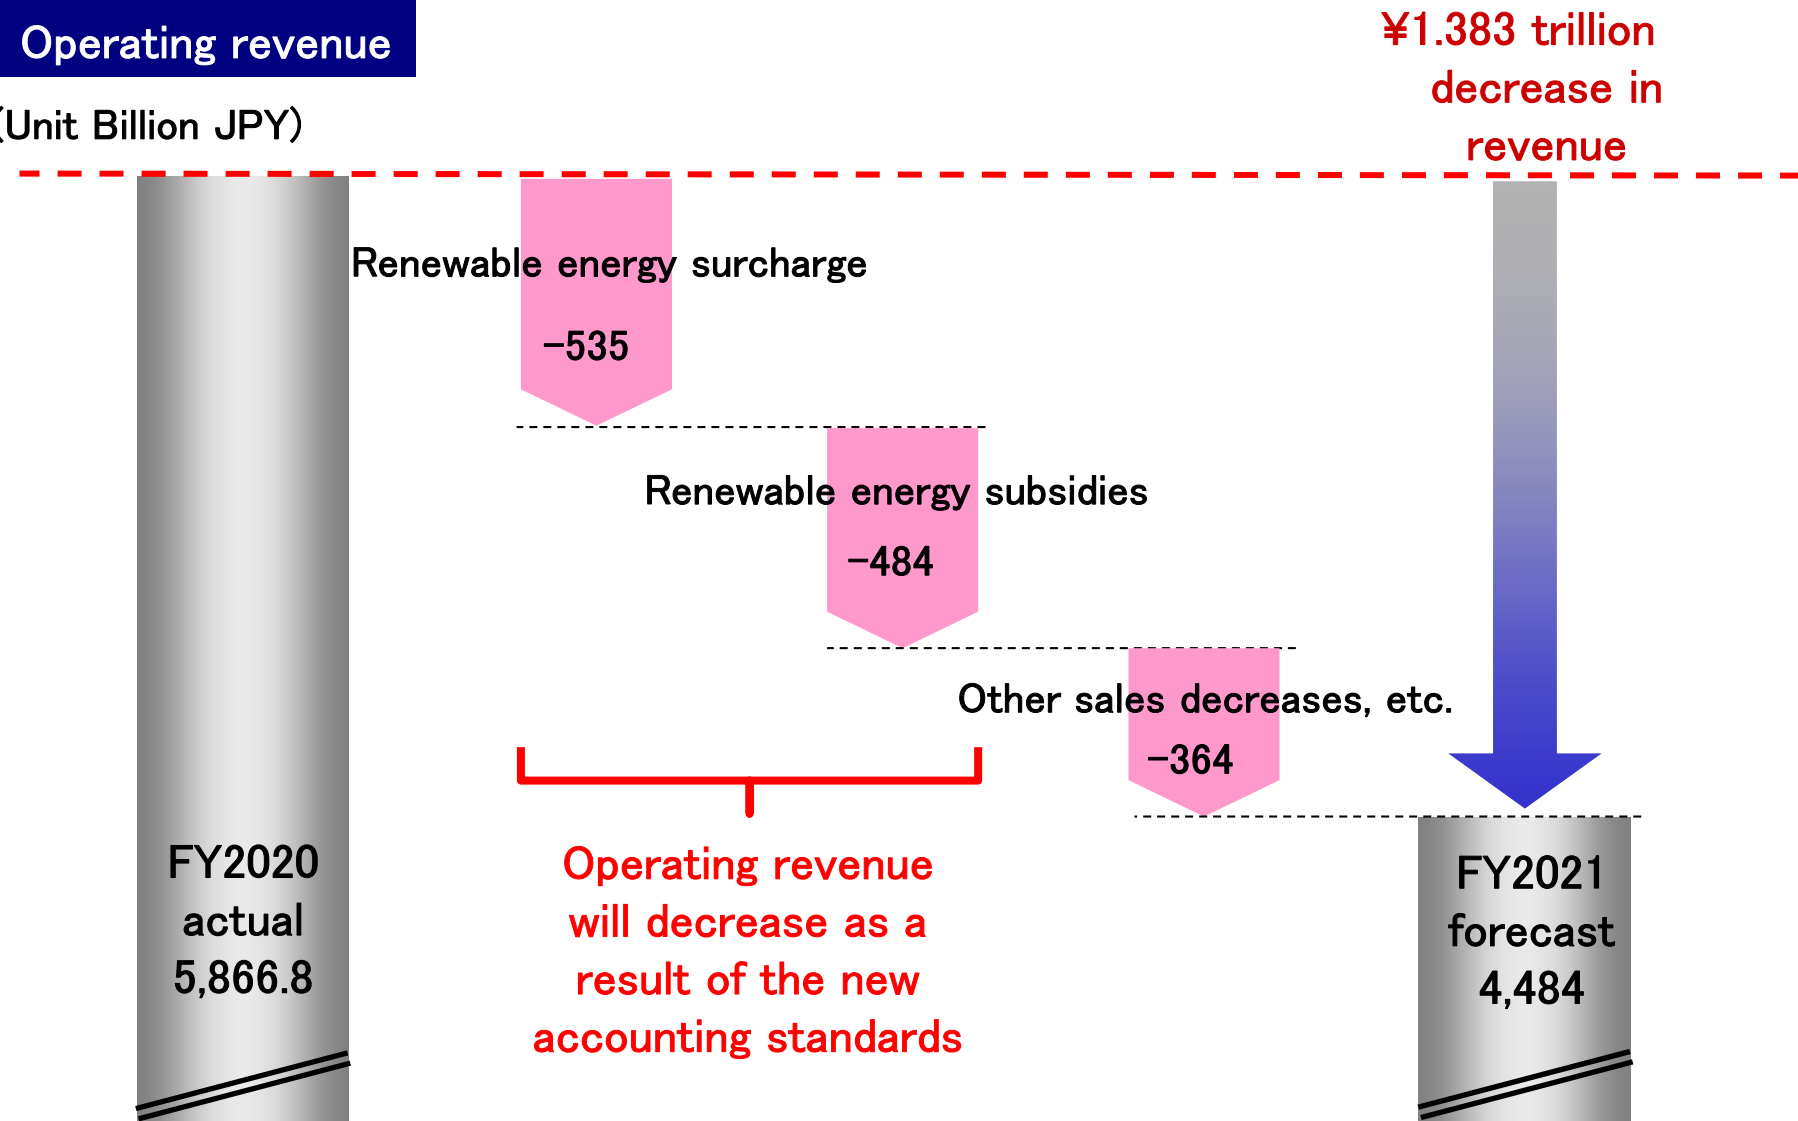 Operating revenue
(Unit Billion JPY)
¥1.383 trillion
decrease in
revenue
Renewable energy surcharge
−535
Renewable energy subsidies
−484
Other sales decreases, etc.
−364
FY2020
actual
5,866.8
Operating revenue
will decrease as a
result of the new
accounting standards
FY2021
forecast
4,484